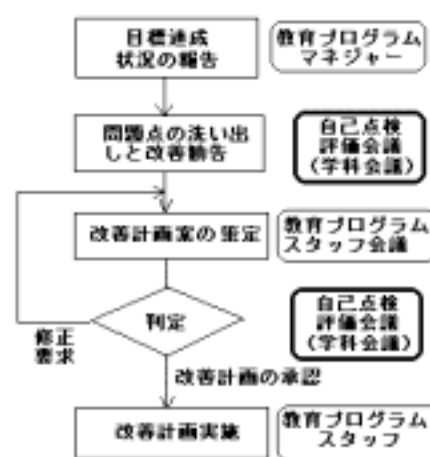 目標達成
状況の報告
教育プログラム
マネジャー
問題点の洗い出
しと改善勧告
自己点検
評価会議
(学科会議)
改善計画案の策定
教育プログラム
スタッフ会議
判定
自己点検
評価会議
(学科会議)
修正
要求
改善計画の承認
改善計画実施
教育プログラム
スタッフ